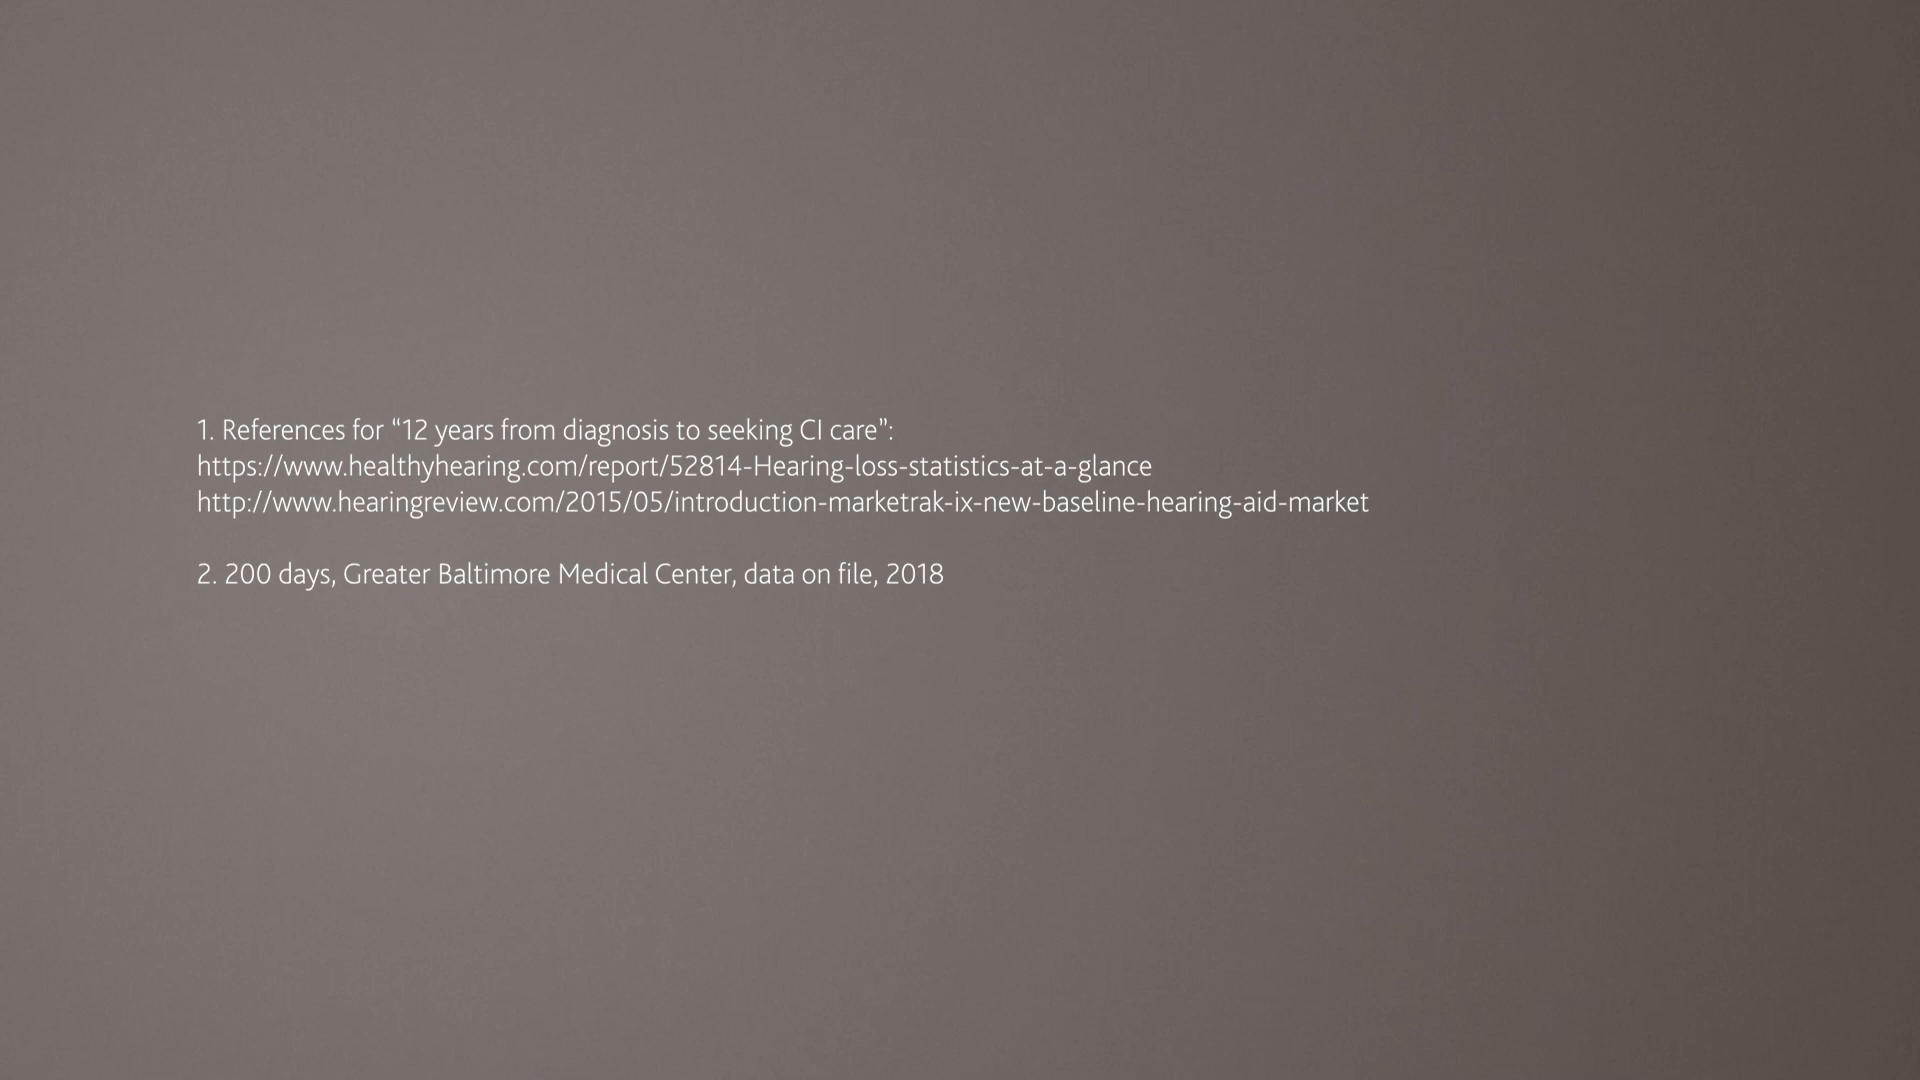 1. References for “12 years from diagnosis to seeking CI care”:
https://www.healthyhearing.com/report/52814-Hearing-loss-statistics-at-a-glance
http://www.hearingreview.com/2015/05/introduction-marketrak-ix-new-baseline-hearing-aid-market
2. 200 days, Greater Baltimore Medical Center, data on file, 2018